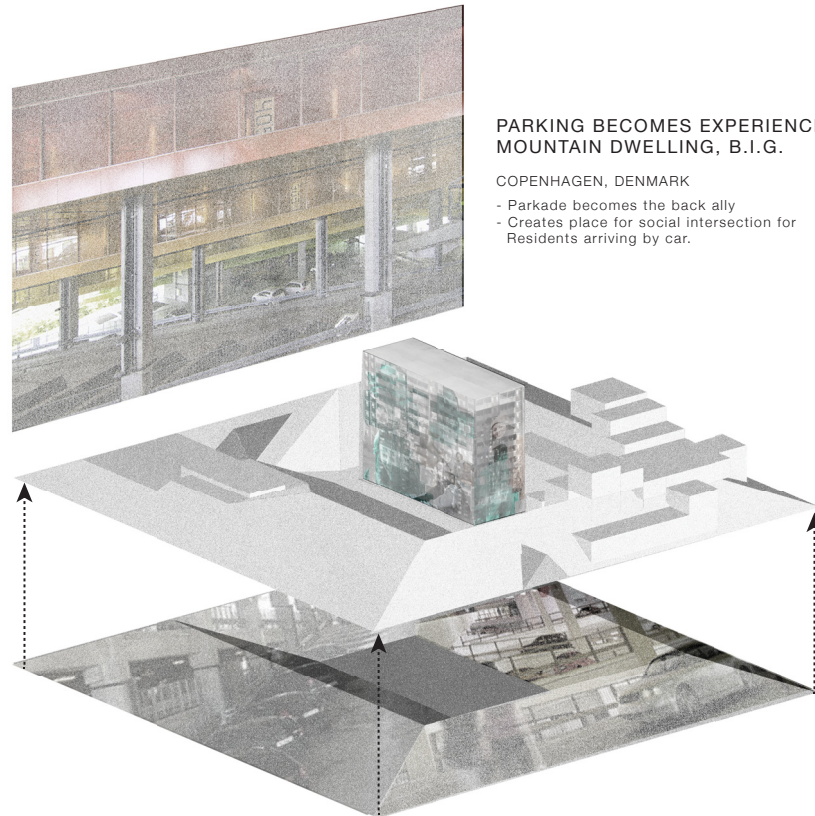 PARKING BECOMES EXPERIENC
MOUNTAIN DWELLING, B.I.G.
COPENHAGEN, DENMARK
- Parkade becomes the back ally
- Creates place for social intersection for
Residents arriving by car.